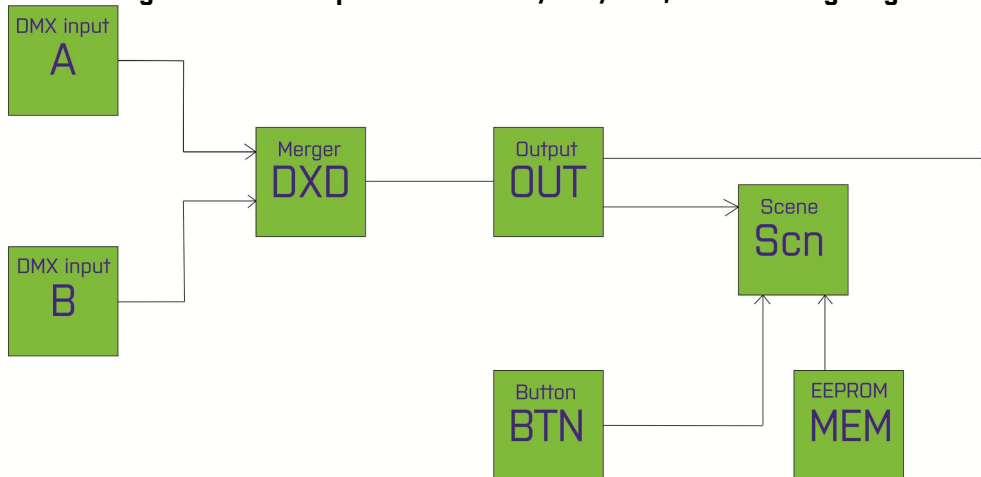 DMX input
A
Merger
DXD
Output
OUT
Scene
Scn
DMX input
B
Button
BTN
EEPROM
MEM